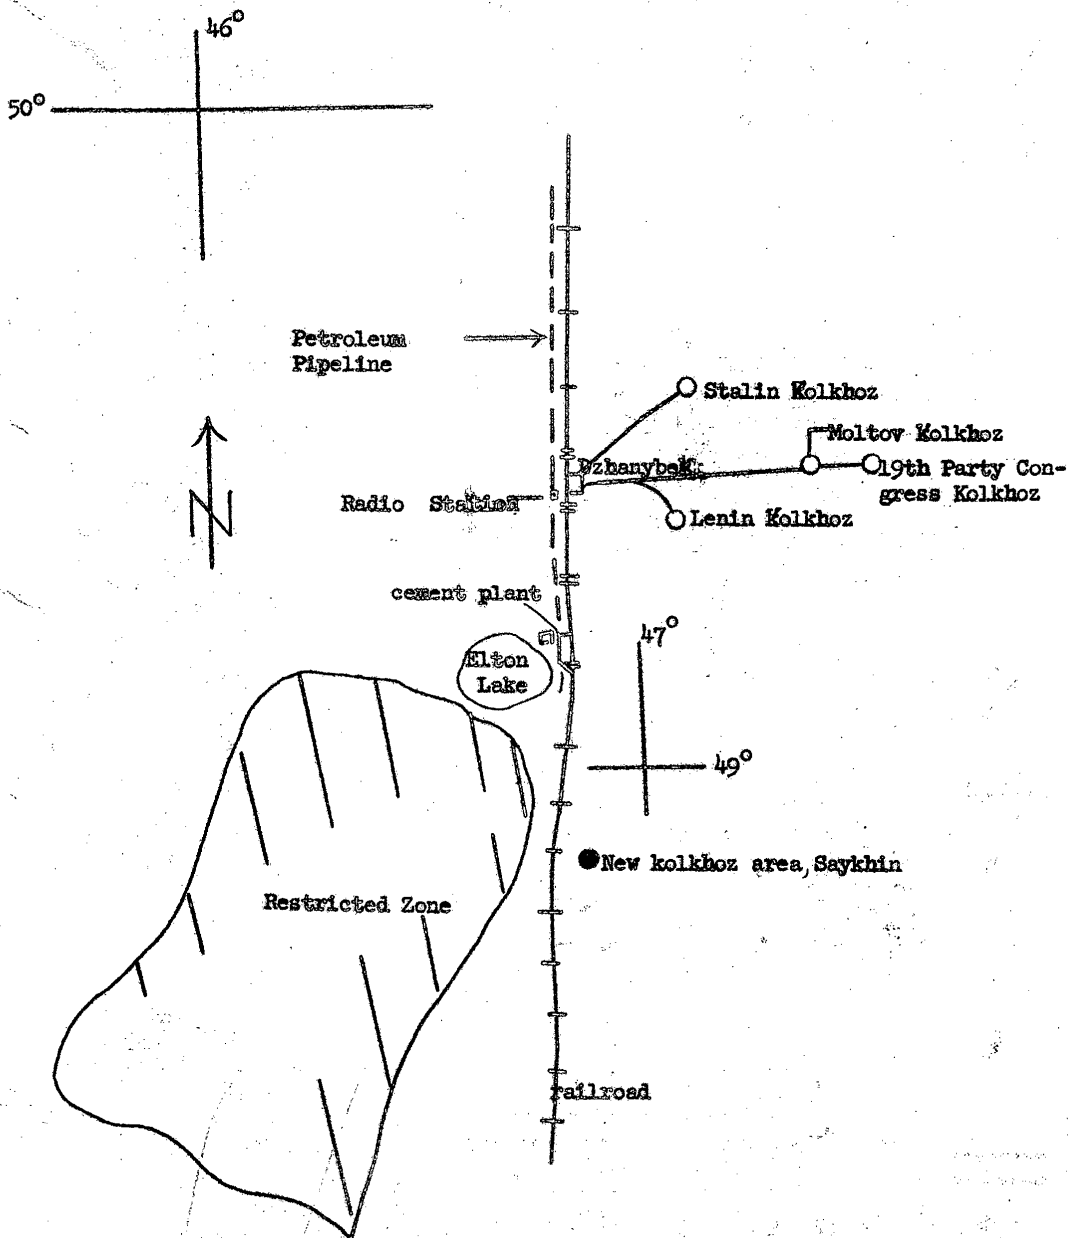 46°
50°
Petroleum
Pipeline
Stalin Kolkhoz
Moltov Kolkhoz
Dzhanybek
19th Party Con-
gress Kolkhoz
Radio Station
Lenin Kolkhoz
N
cement plant
47°
Elton
Lake
49°
New kolkhoz area, Saykhin
Restricted Zone
railroad